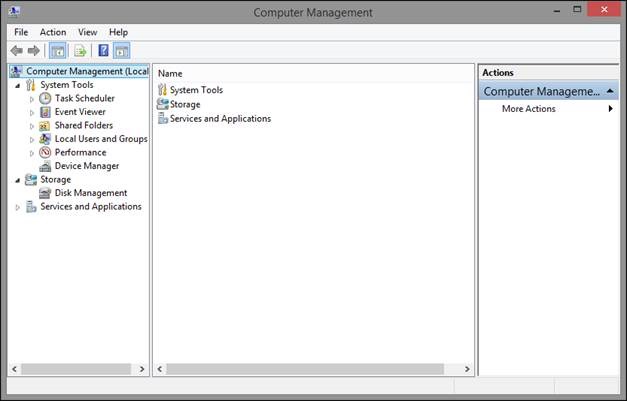 Computer Management
File Action View Help
Computer Management (Local
System Tools
Task Scheduler
Event Viewer
Shared Folders
Local Users and Groups
Performance
Device Manager
Storage
Disk Management
Services and Applications
Name
System Tools
Storage
Services and Applications
Actions
Computer Manageme...
More Actions